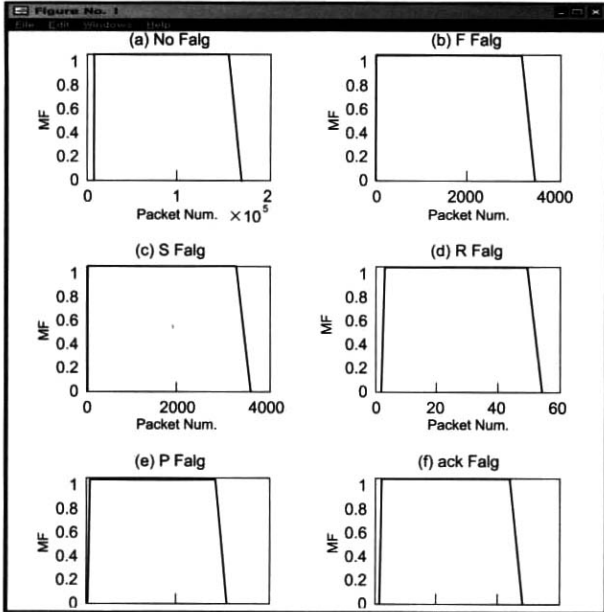 Figure No. 1
File Edit Windows Help
(a) No Falg
MF
1
0.8
0.6
0.4
0.2
0
0 1 2
Packet Num. ×10^5
(b) F Falg
MF
1
0.8
0.6
0.4
0.2
0
0 2000 4000
Packet Num.
(c) S Falg
MF
1
0.8
0.6
0.4
0.2
0
0 2000 4000
Packet Num.
(d) R Falg
MF
1
0.8
0.6
0.4
0.2
0
0 20 40 60
Packet Num.
(e) P Falg
MF
1
0.8
0.6
0.4
0.2
0
(f) ack Falg
MF
1
0.8
0.6
0.4
0.2
0